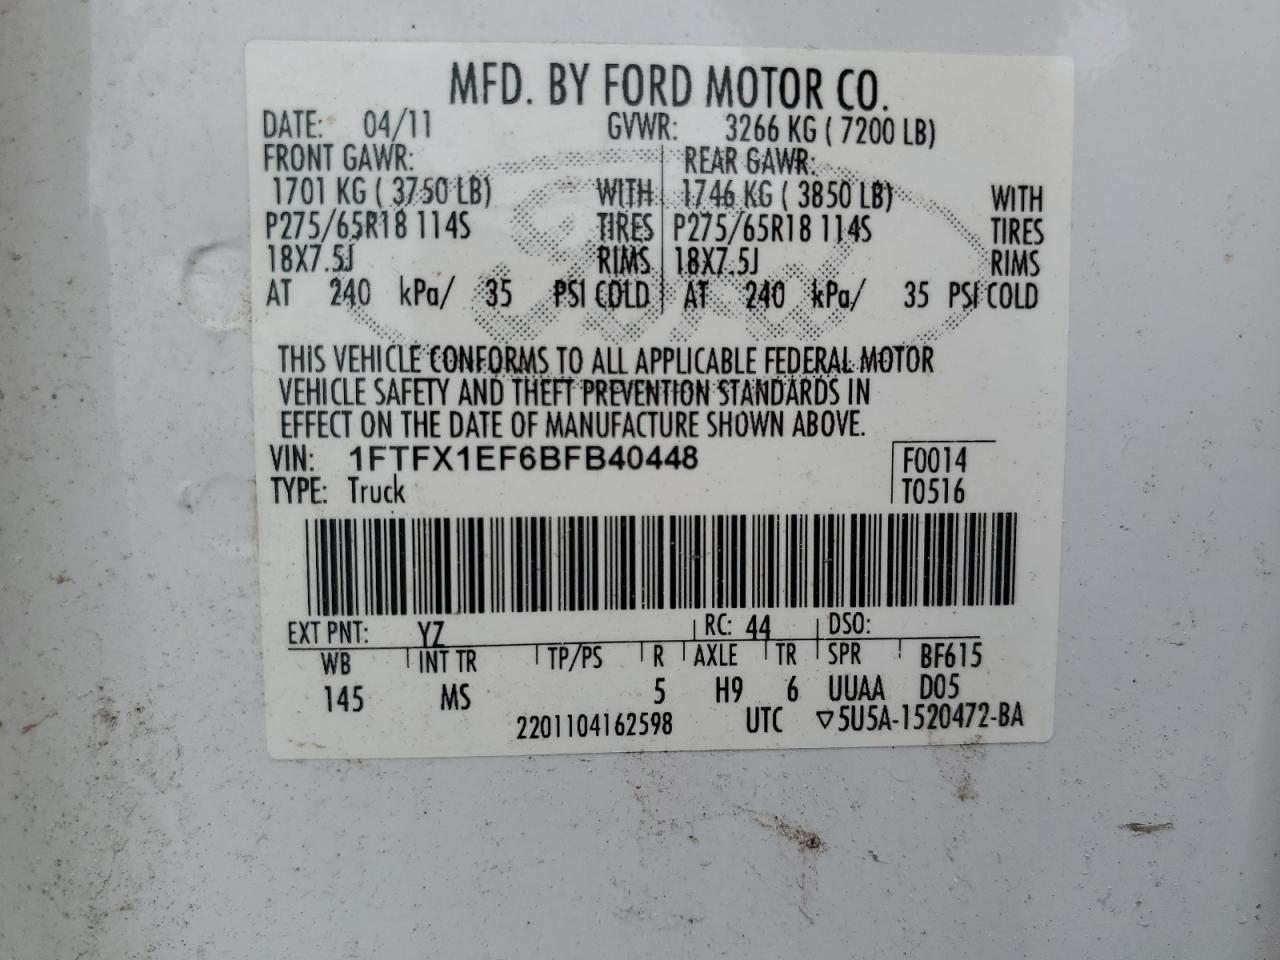 MFD. BY FORD MOTOR CO.
DATE: 04/11 GVWR: 3266 KG ( 7200 LB)
FRONT GAWR: REAR GAWR:
1701 KG ( 3750 LB) WITH 1746 KG ( 3850 LB) WITH
P275/65R18 114S TIRES P275/65R18 114S TIRES
18X7.5J RIMS 18X7.5J RIMS
AT 240 kPa/ 35 PSI COLD AT 240 kPa/ 35 PSI COLD
THIS VEHICLE CONFORMS TO ALL APPLICABLE FEDERAL MOTOR
VEHICLE SAFETY AND THEFT PREVENTION STANDARDS IN
EFFECT ON THE DATE OF MANUFACTURE SHOWN ABOVE.
VIN: 1FTFX1EF6BFB40448 F0014
TYPE: Truck T0516
EXT PNT: YZ RC: 44 DSO:
WB INT TR TP/PS R AXLE TR SPR BF615
145 MS 5 H9 6 UUAA D05
2201104162598 UTC ▽5U5A-1520472-BA